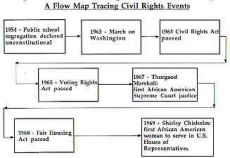 A Flow Map Tracing Civil Rights Events
1954 - Public school
segregation declared
unconstitutional
1963 - March on
Washington
1964 Civil Rights Act
passed
1965 - Voting Rights
Act passed
1967 - Thurgood
Marshall:
first African American
Supreme Court justice
1968 - Fair Housing
Act passed
1969 - Shirley Chisholm:
first African American
woman to serve in U.S.
House of
Representatives